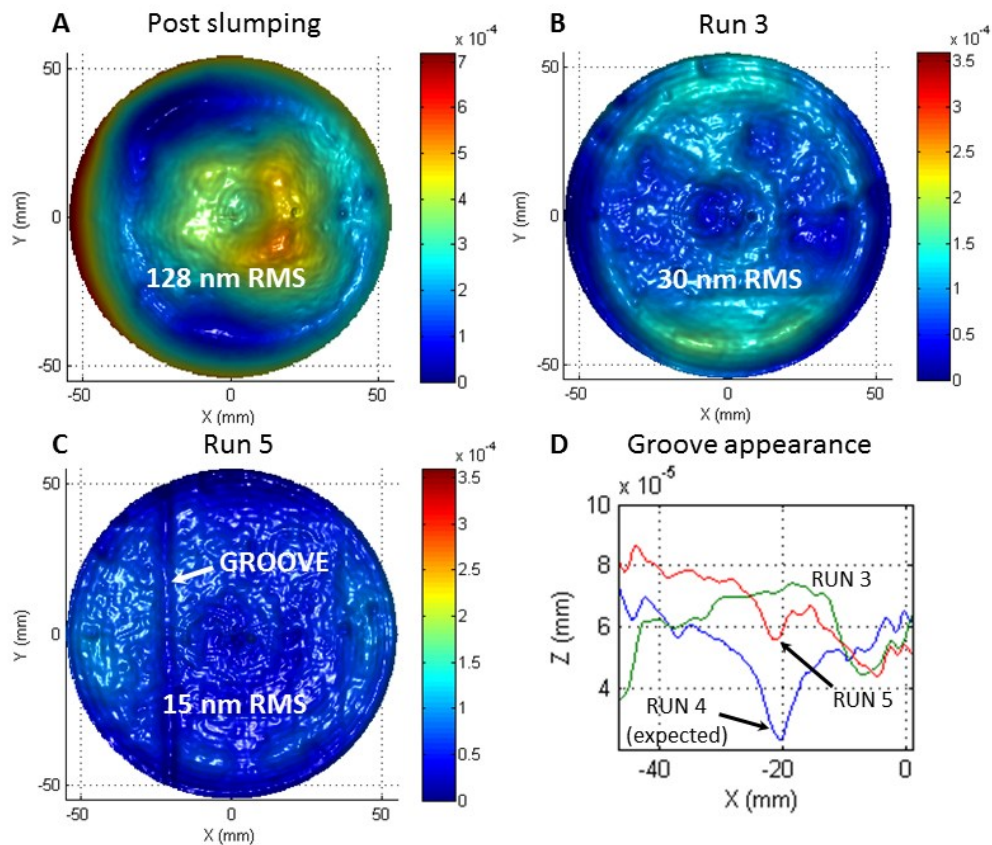 A Post slumping
x 10-4
7
6
5
4
3
2
1
0
50
0
-50
Y (mm)
128 nm RMS
-50 0 50
X (mm)
B Run 3
x 10-4
3.5
3
2.5
2
1.5
1
0.5
0
50
0
-50
Y (mm)
30 nm RMS
-50 0 50
X (mm)
C Run 5
x 10-4
3.5
3
2.5
2
1.5
1
0.5
0
50
0
-50
Y (mm)
GROOVE
15 nm RMS
-50 0 50
X (mm)
D Groove appearance
x 10-5
10
8
6
4
Z (mm)
RUN 3
RUN 5
RUN 4
(expected)
-40 -20 0
X (mm)